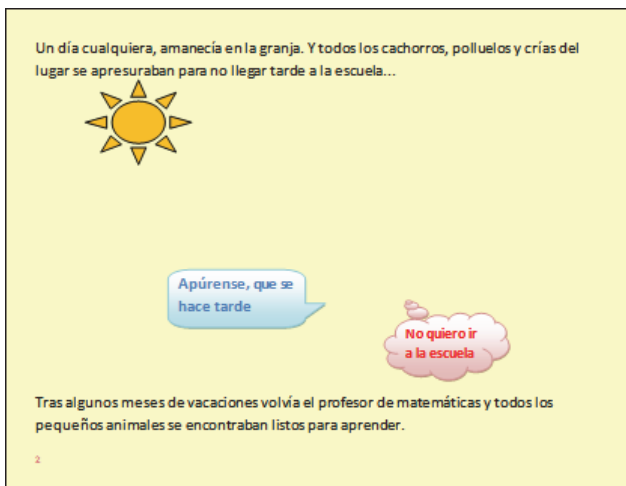 Un día cualquiera, amanecía en la granja. Y todos los cachorros, polluelos y crías del
lugar se apresuraban para no llegar tarde a la escuela...
Apúrense, que se
hace tarde
No quiero ir
a la escuela
Tras algunos meses de vacaciones volvía el profesor de matemáticas y todos los
pequeños animales se encontraban listos para aprender.
2